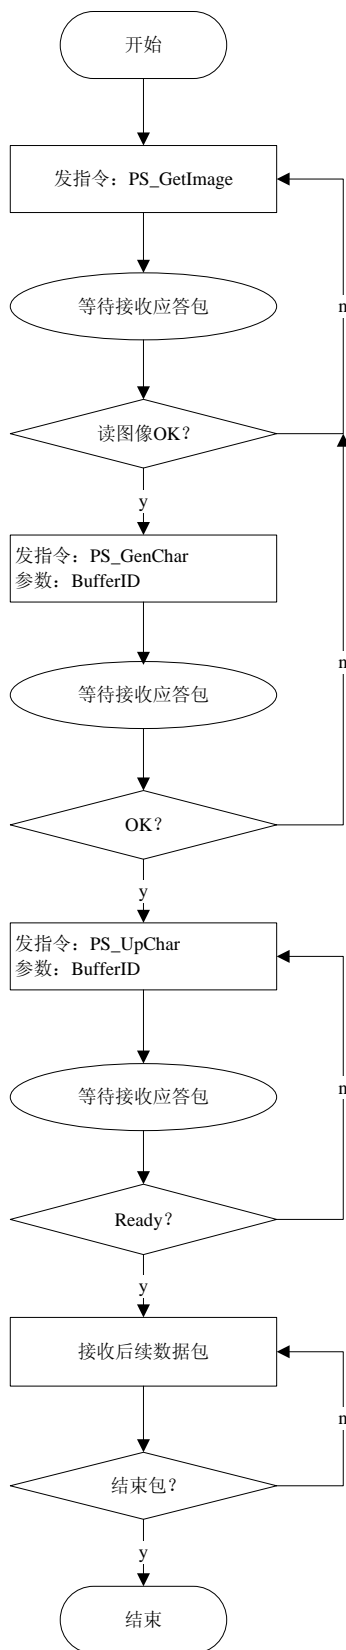 开始
发指令：PS_GetImage
等待接收应答包
n
读图像OK？
y
发指令：PS_GenChar
参数：BufferID
等待接收应答包
n
OK？
y
发指令：PS_UpChar
参数：BufferID
等待接收应答包
n
Ready？
y
接收后续数据包
n
结束包？
y
结束